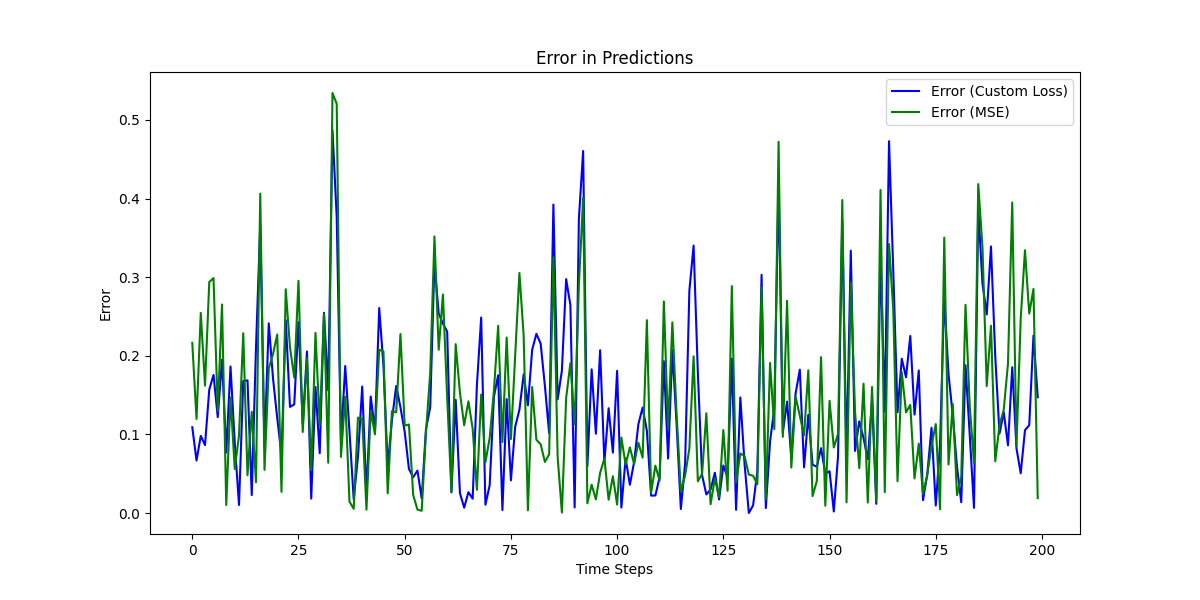 Error in Predictions
Error (Custom Loss)
Error (MSE)
0.5
0.4
0.3
0.2
0.1
0.0
Error
0 25 50 75 100 125 150 175 200
Time Steps